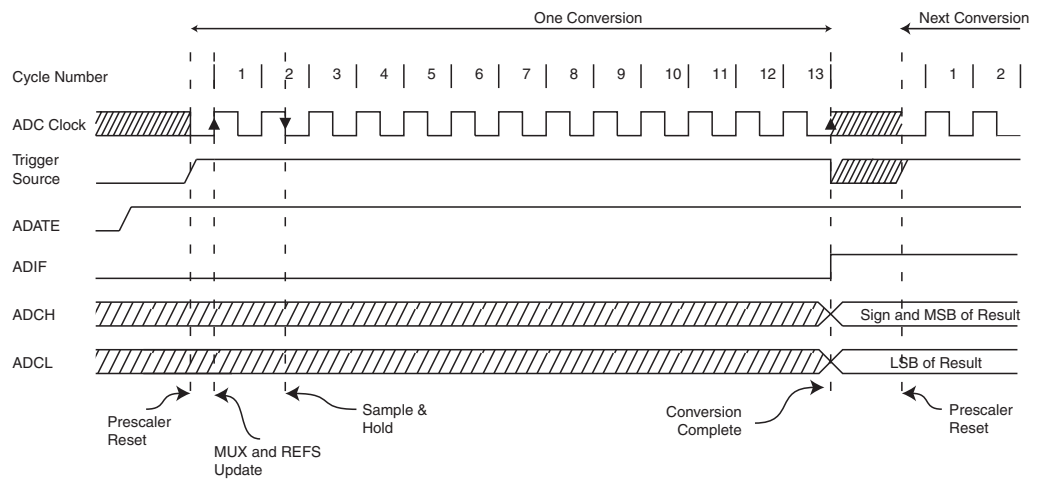 One Conversion
Next Conversion
Cycle Number 1 2 3 4 5 6 7 8 9 10 11 12 13 1 2
ADC Clock
Trigger
Source
ADATE
ADIF
ADCH
Sign and MSB of Result
ADCL
LSB of Result
Prescaler
Reset
MUX and REFS
Update
Sample &
Hold
Conversion
Complete
Prescaler
Reset